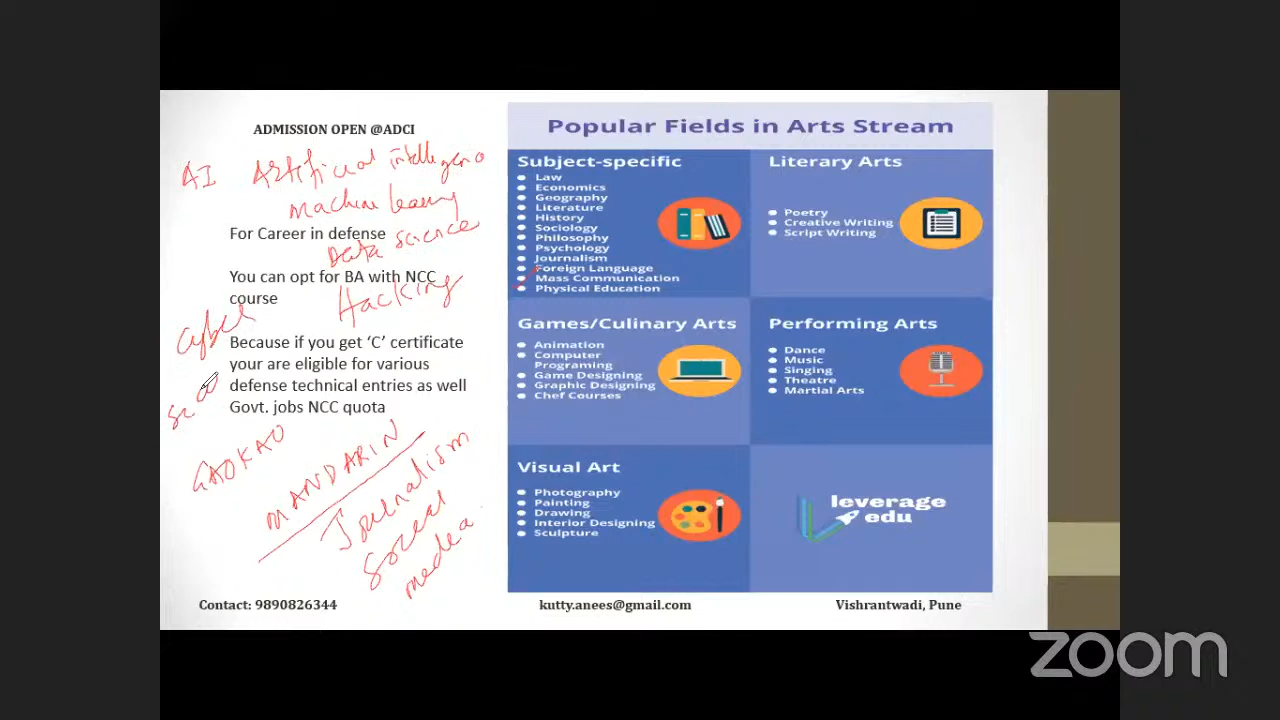 ADMISSION OPEN @ADCI
AI Artificial intelligence
machine learning
For Career in defense
Data science
You can opt for BA with NCC
course
Hacking
Cyber
Because if you get ‘C’ certificate
your are eligible for various
defense technical entries as well
Govt. jobs NCC quota
GAOKAO
MANDARIN
Journalism
Social
media
Popular Fields in Arts Stream
Subject-specific
Law
Economics
Geography
Literature
History
Sociology
Philosophy
Psychology
Journalism
Foreign Language
Mass Communication
Physical Education
Literary Arts
Poetry
Creative Writing
Script Writing
Games/Culinary Arts
Animation
Computer
Programing
Game Designing
Graphic Designing
Chef Courses
Performing Arts
Dance
Music
Singing
Theatre
Martial Arts
Visual Art
Photography
Painting
Drawing
Interior Designing
Sculpture
leverage
edu
Contact: 9890826344
kutty.anees@gmail.com
Vishrantwadi, Pune
zoom